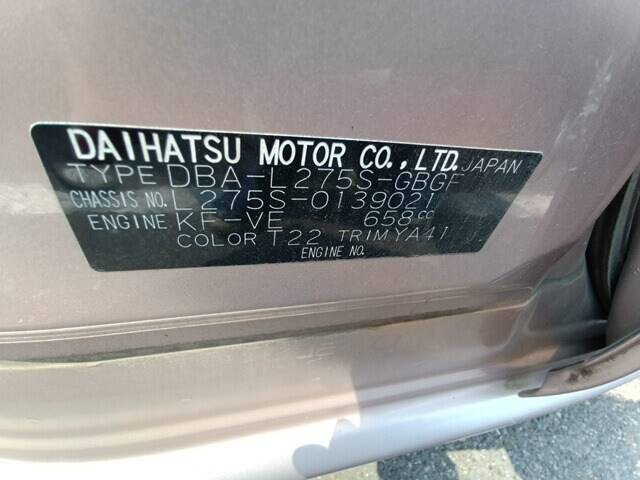 DAIHATSU MOTOR CO., LTD. JAPAN
TYPE DBA-L275S-GBGF
CHASSIS NO. L275S-0139021
ENGINE KF-VE 658cc
COLOR T22 TRIM YA41
ENGINE NO.